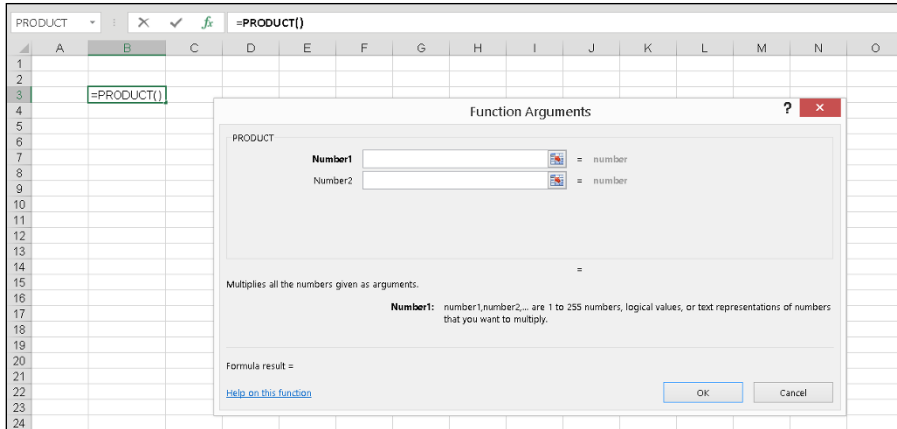 PRODUCT fx =PRODUCT()
A B C D E F G H I J K L M N O
1
2
3 =PRODUCT()
4 Function Arguments ?
5
6 PRODUCT
7 Number1 = number
8 Number2 = number
9
10
11
12
13
14 =
15 Multiplies all the numbers given as arguments.
16
17 Number1: number1,number2,... are 1 to 255 numbers, logical values, or text representations of numbers
that you want to multiply.
18
19
20 Formula result =
21
22 Help on this function OK Cancel
23
24